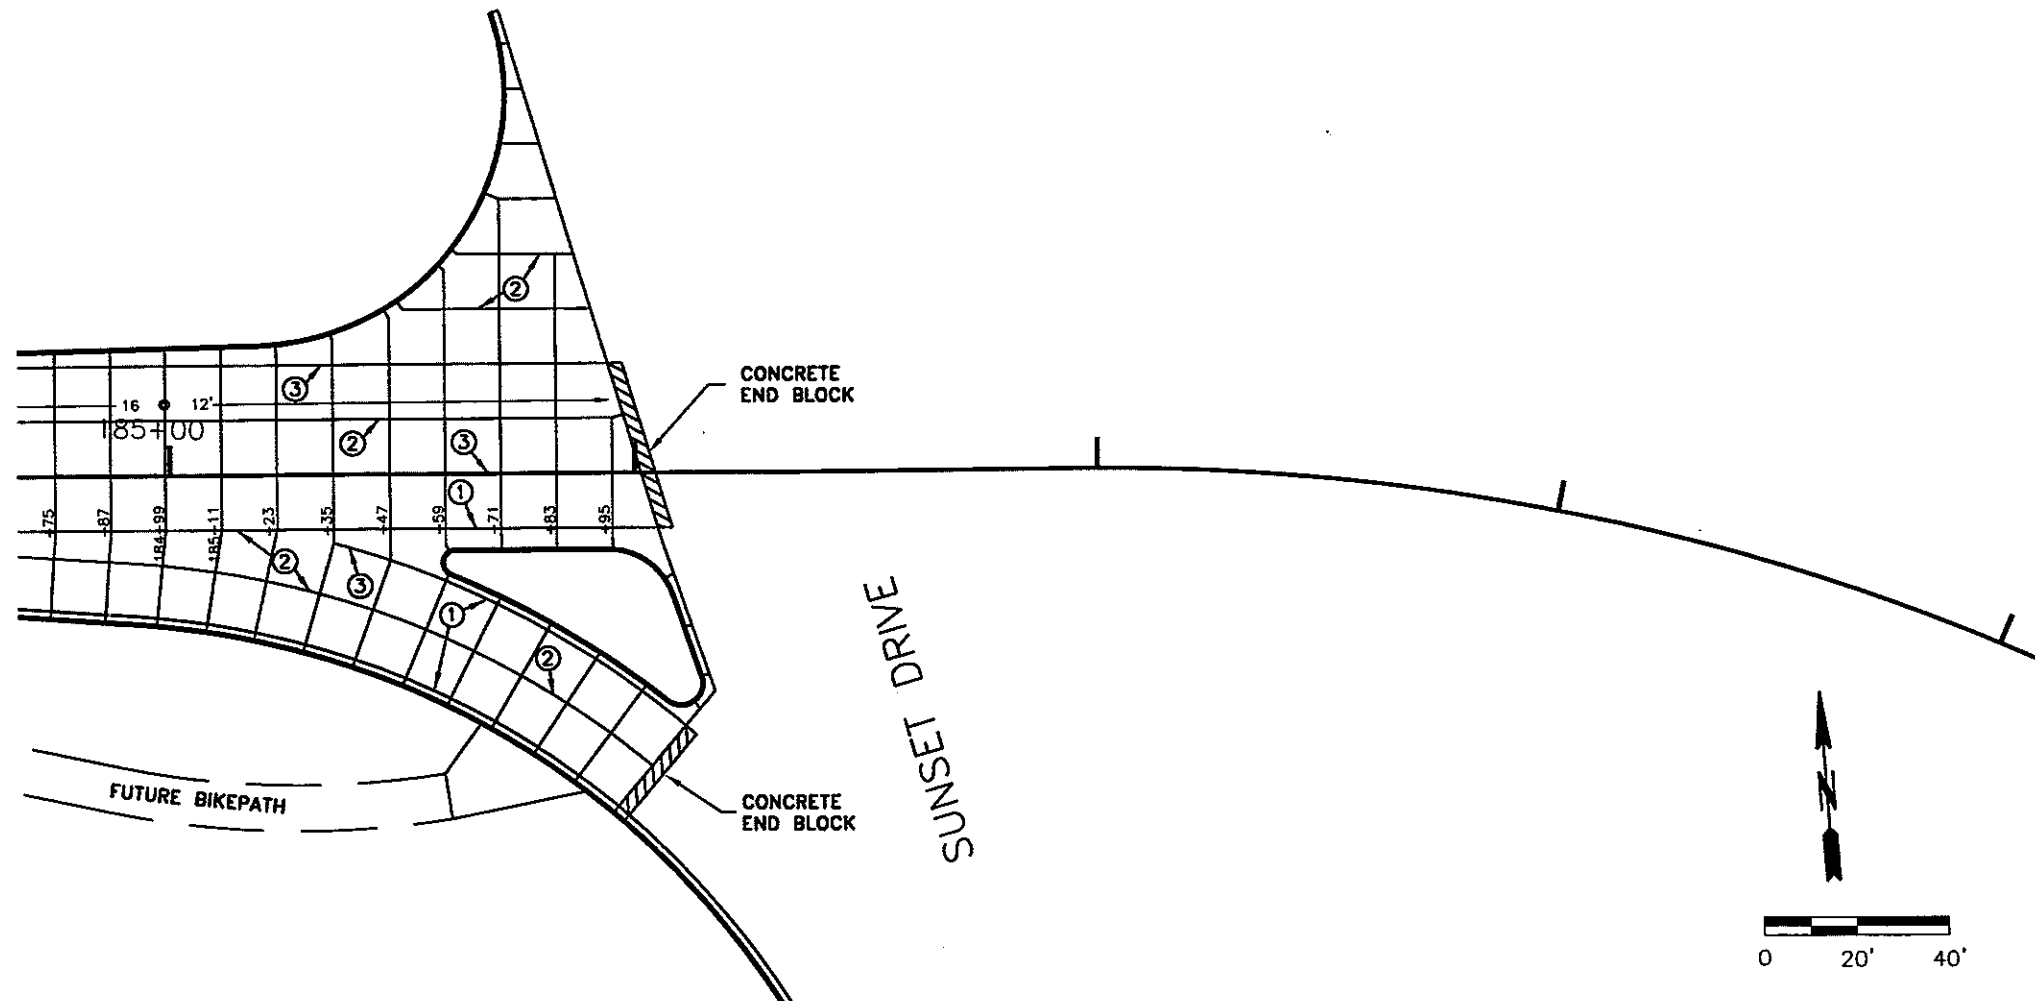 2
CONCRETE
END BLOCK
3
16 12'
185+00
2
3
1
+75
+87
184+99
185+11
+23
+35
+47
+59
+71
+83
+95
2
3
1
2
SUNSET DRIVE
FUTURE BIKEPATH
CONCRETE
END BLOCK
N
0 20' 40'